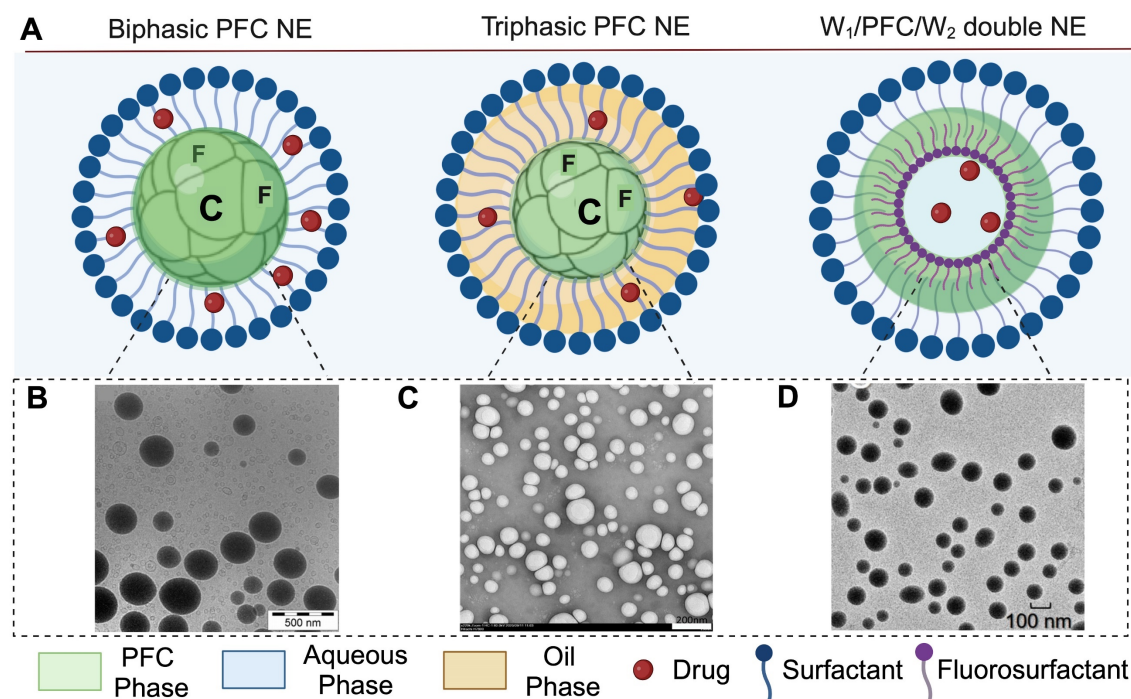 A
Biphasic PFC NE
Triphasic PFC NE
W₁/PFC/W₂ double NE
F
F
C
F
F
C
B
C
D
500 nm
200nm
100 nm
PFC
Phase
Aqueous
Phase
Oil
Phase
Drug
Surfactant
Fluorosurfactant